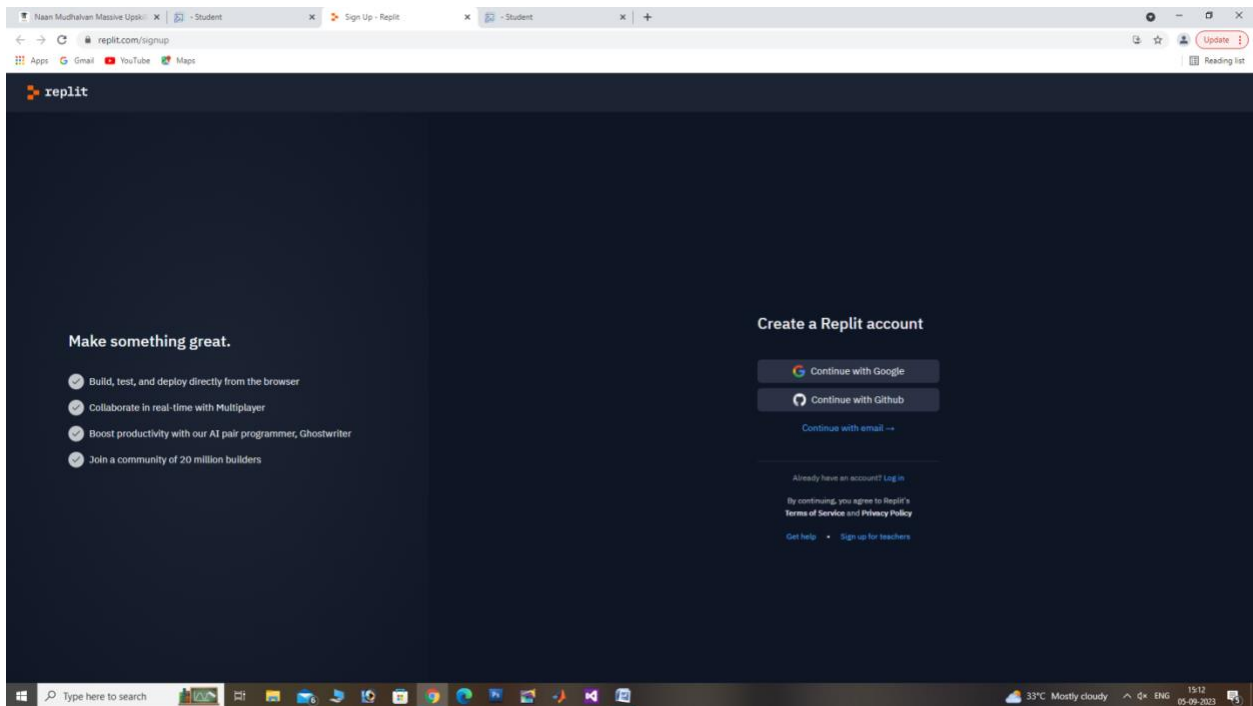 Naan Mudhalvan Massive Upskil
- Student
Sign Up - Replit
- Student
replit.com/signup
Update
Apps
Gmail
YouTube
Maps
Reading list
replit
Make something great.
Build, test, and deploy directly from the browser
Collaborate in real-time with Multiplayer
Boost productivity with our AI pair programmer, Ghostwriter
Join a community of 20 million builders
Create a Replit account
Continue with Google
Continue with Github
Continue with email →
Already have an account? Log in
By continuing, you agree to Replit's
Terms of Service and Privacy Policy
Get help • Sign up for teachers
Type here to search
33°C Mostly cloudy
ENG
15:12
05-09-2023